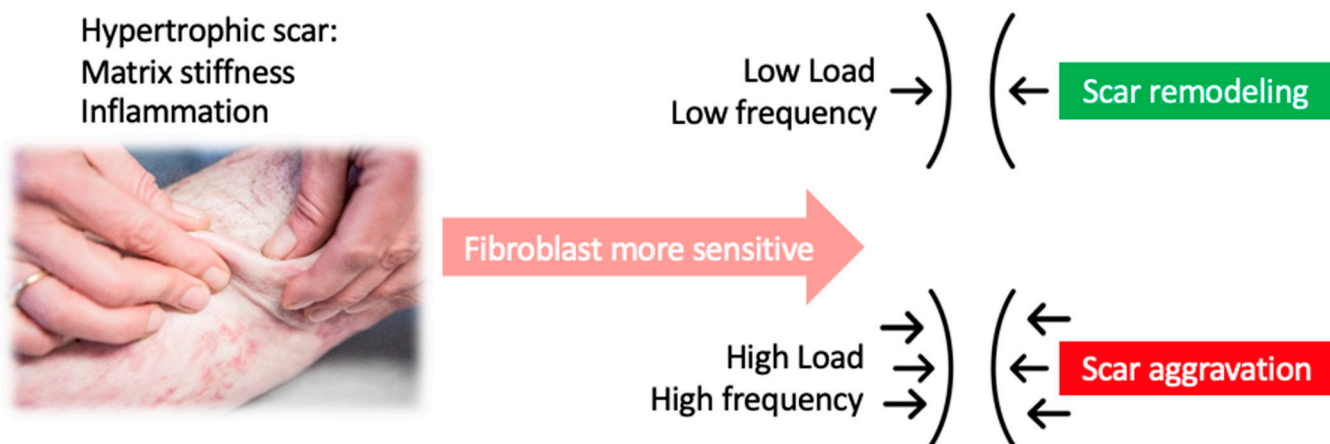 Hypertrophic scar:
Matrix stiffness
Inflammation
Low Load
Low frequency
Scar remodeling
Fibroblast more sensitive
High Load
High frequency
Scar aggravation